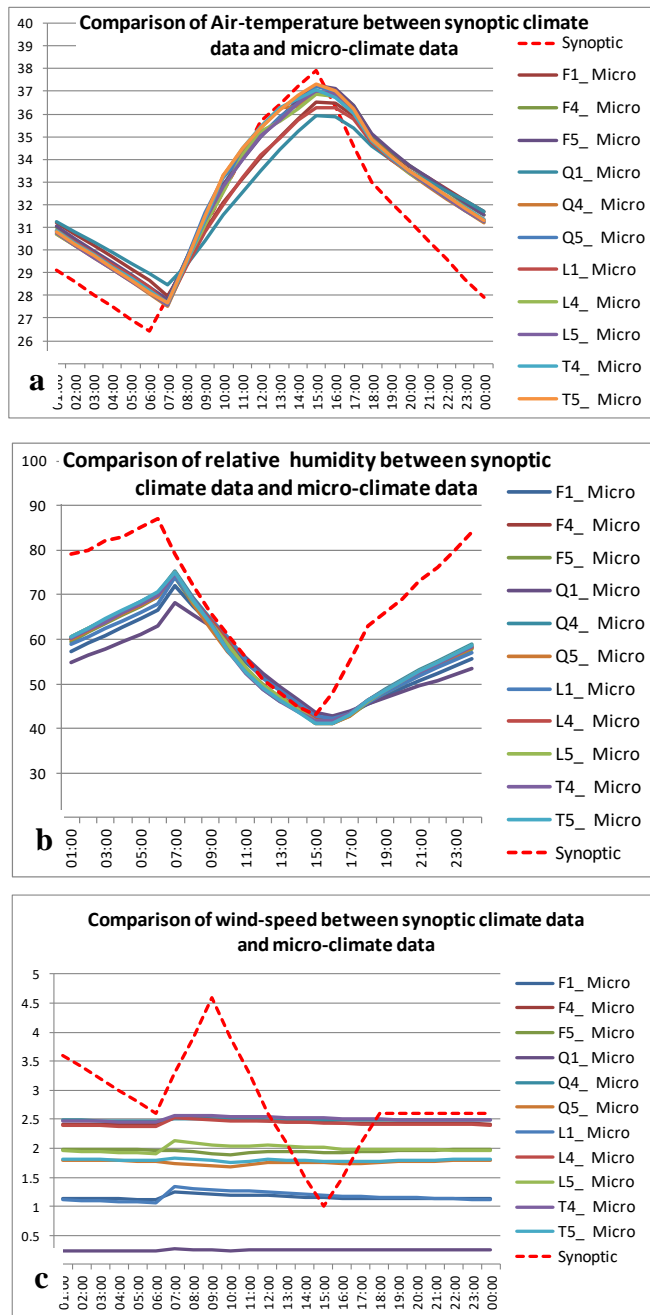 Comparison of Air-temperature between synoptic climate
data and micro-climate data
40
39
38
37
36
35
34
33
32
31
30
29
28
27
26
01:00
02:00
03:00
04:00
05:00
06:00
07:00
08:00
09:00
10:00
11:00
12:00
13:00
14:00
15:00
16:00
17:00
18:00
19:00
20:00
21:00
22:00
23:00
00:00
Synoptic
F1_ Micro
F4_ Micro
F5_ Micro
Q1_ Micro
Q4_ Micro
Q5_ Micro
L1_ Micro
L4_ Micro
L5_ Micro
T4_ Micro
T5_ Micro
a
Comparison of relative humidity between synoptic
climate data and micro-climate data
100
90
80
70
60
50
40
30
01:00
03:00
05:00
07:00
09:00
11:00
13:00
15:00
17:00
19:00
21:00
23:00
F1_ Micro
F4_ Micro
F5_ Micro
Q1_ Micro
Q4_ Micro
Q5_ Micro
L1_ Micro
L4_ Micro
L5_ Micro
T4_ Micro
T5_ Micro
Synoptic
b
Comparison of wind-speed between synoptic climate data
and micro-climate data
5
4.5
4
3.5
3
2.5
2
1.5
1
0.5
01:00
02:00
03:00
04:00
05:00
06:00
07:00
08:00
09:00
10:00
11:00
12:00
13:00
14:00
15:00
16:00
17:00
18:00
19:00
20:00
21:00
22:00
23:00
00:00
F1_ Micro
F4_ Micro
F5_ Micro
Q1_ Micro
Q4_ Micro
Q5_ Micro
L1_ Micro
L4_ Micro
L5_ Micro
T4_ Micro
T5_ Micro
Synoptic
c